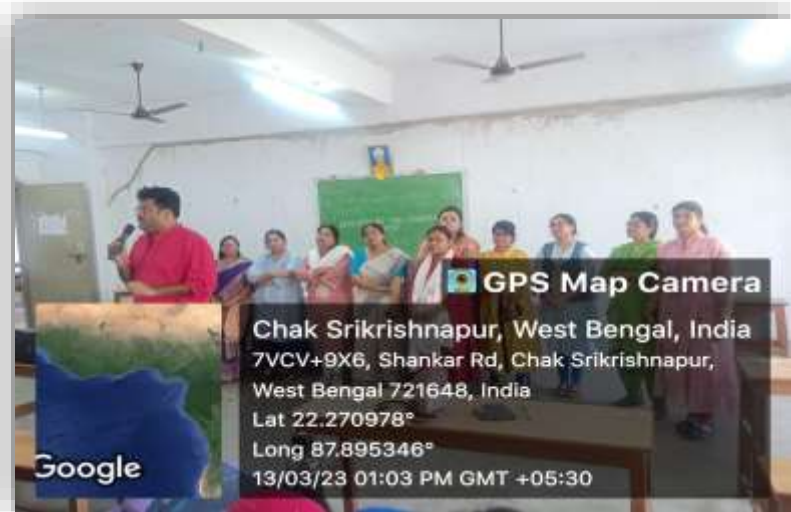 GPS Map Camera
Chak Srikrishnapur, West Bengal, India
7VCV+9X6, Shankar Rd, Chak Srikrishnapur,
West Bengal 721648, India
Lat 22.270978°
Long 87.895346°
13/03/23 01:03 PM GMT +05:30
Google